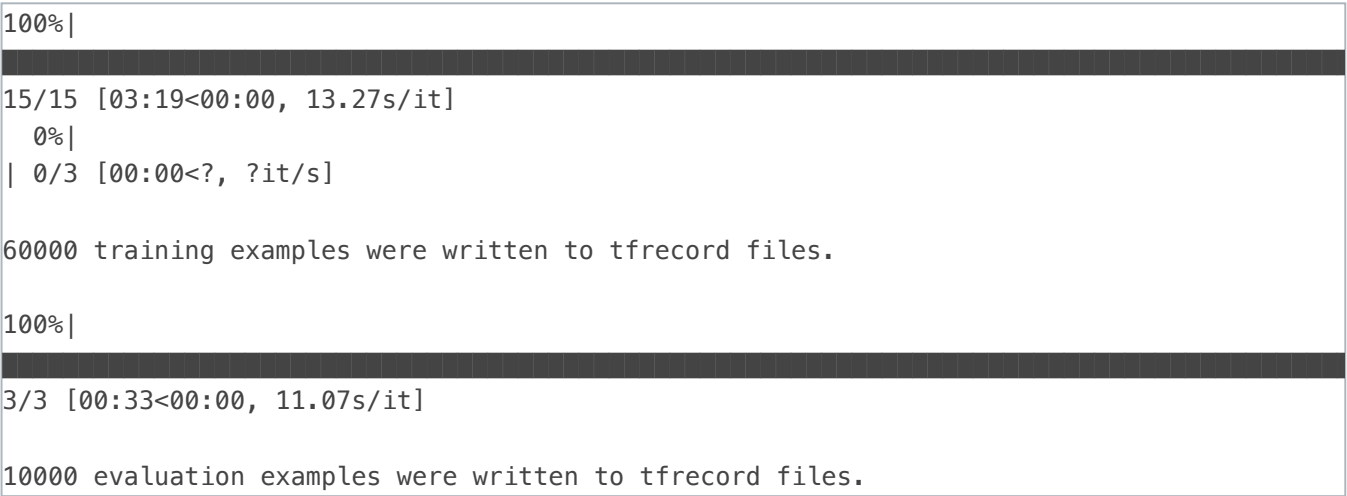 100%|
15/15 [03:19<00:00, 13.27s/it]
  0%|
| 0/3 [00:00<?, ?it/s]
60000 training examples were written to tfrecord files.
100%|
3/3 [00:33<00:00, 11.07s/it]
10000 evaluation examples were written to tfrecord files.